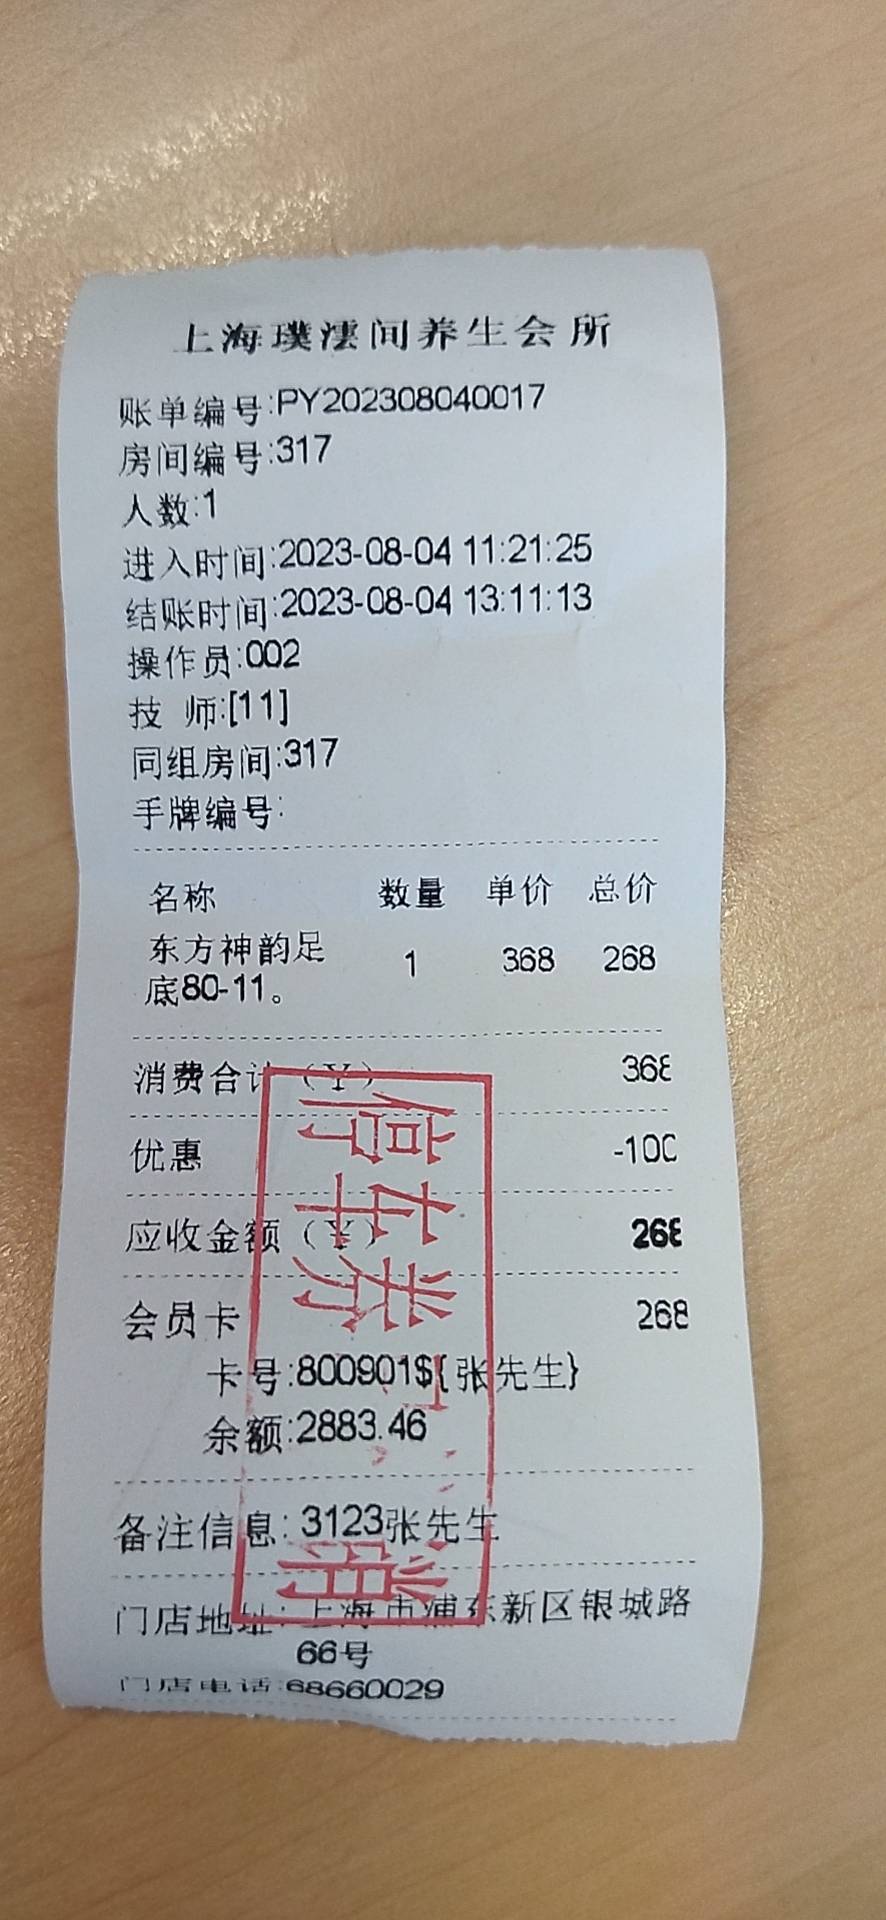 上海璞澐间养生会所
账单编号:PY202308040017
房间编号:317
人数:1
进入时间:2023-08-04 11:21:25
结账时间:2023-08-04 13:11:13
操作员:002
技 师:[11]
同组房间:317
手牌编号:
名称 数量 单价 总价
东方神韵足底80-11。 1 368 268
消费合计(¥) 368
优惠 -100
应收金额(¥) 268
会员卡 268
卡号:800901${张先生}
余额:2883.46
备注信息: 3123张先生
门店地址: 上海市浦东新区银城路
66号
门店电话:68660029
停车券
消